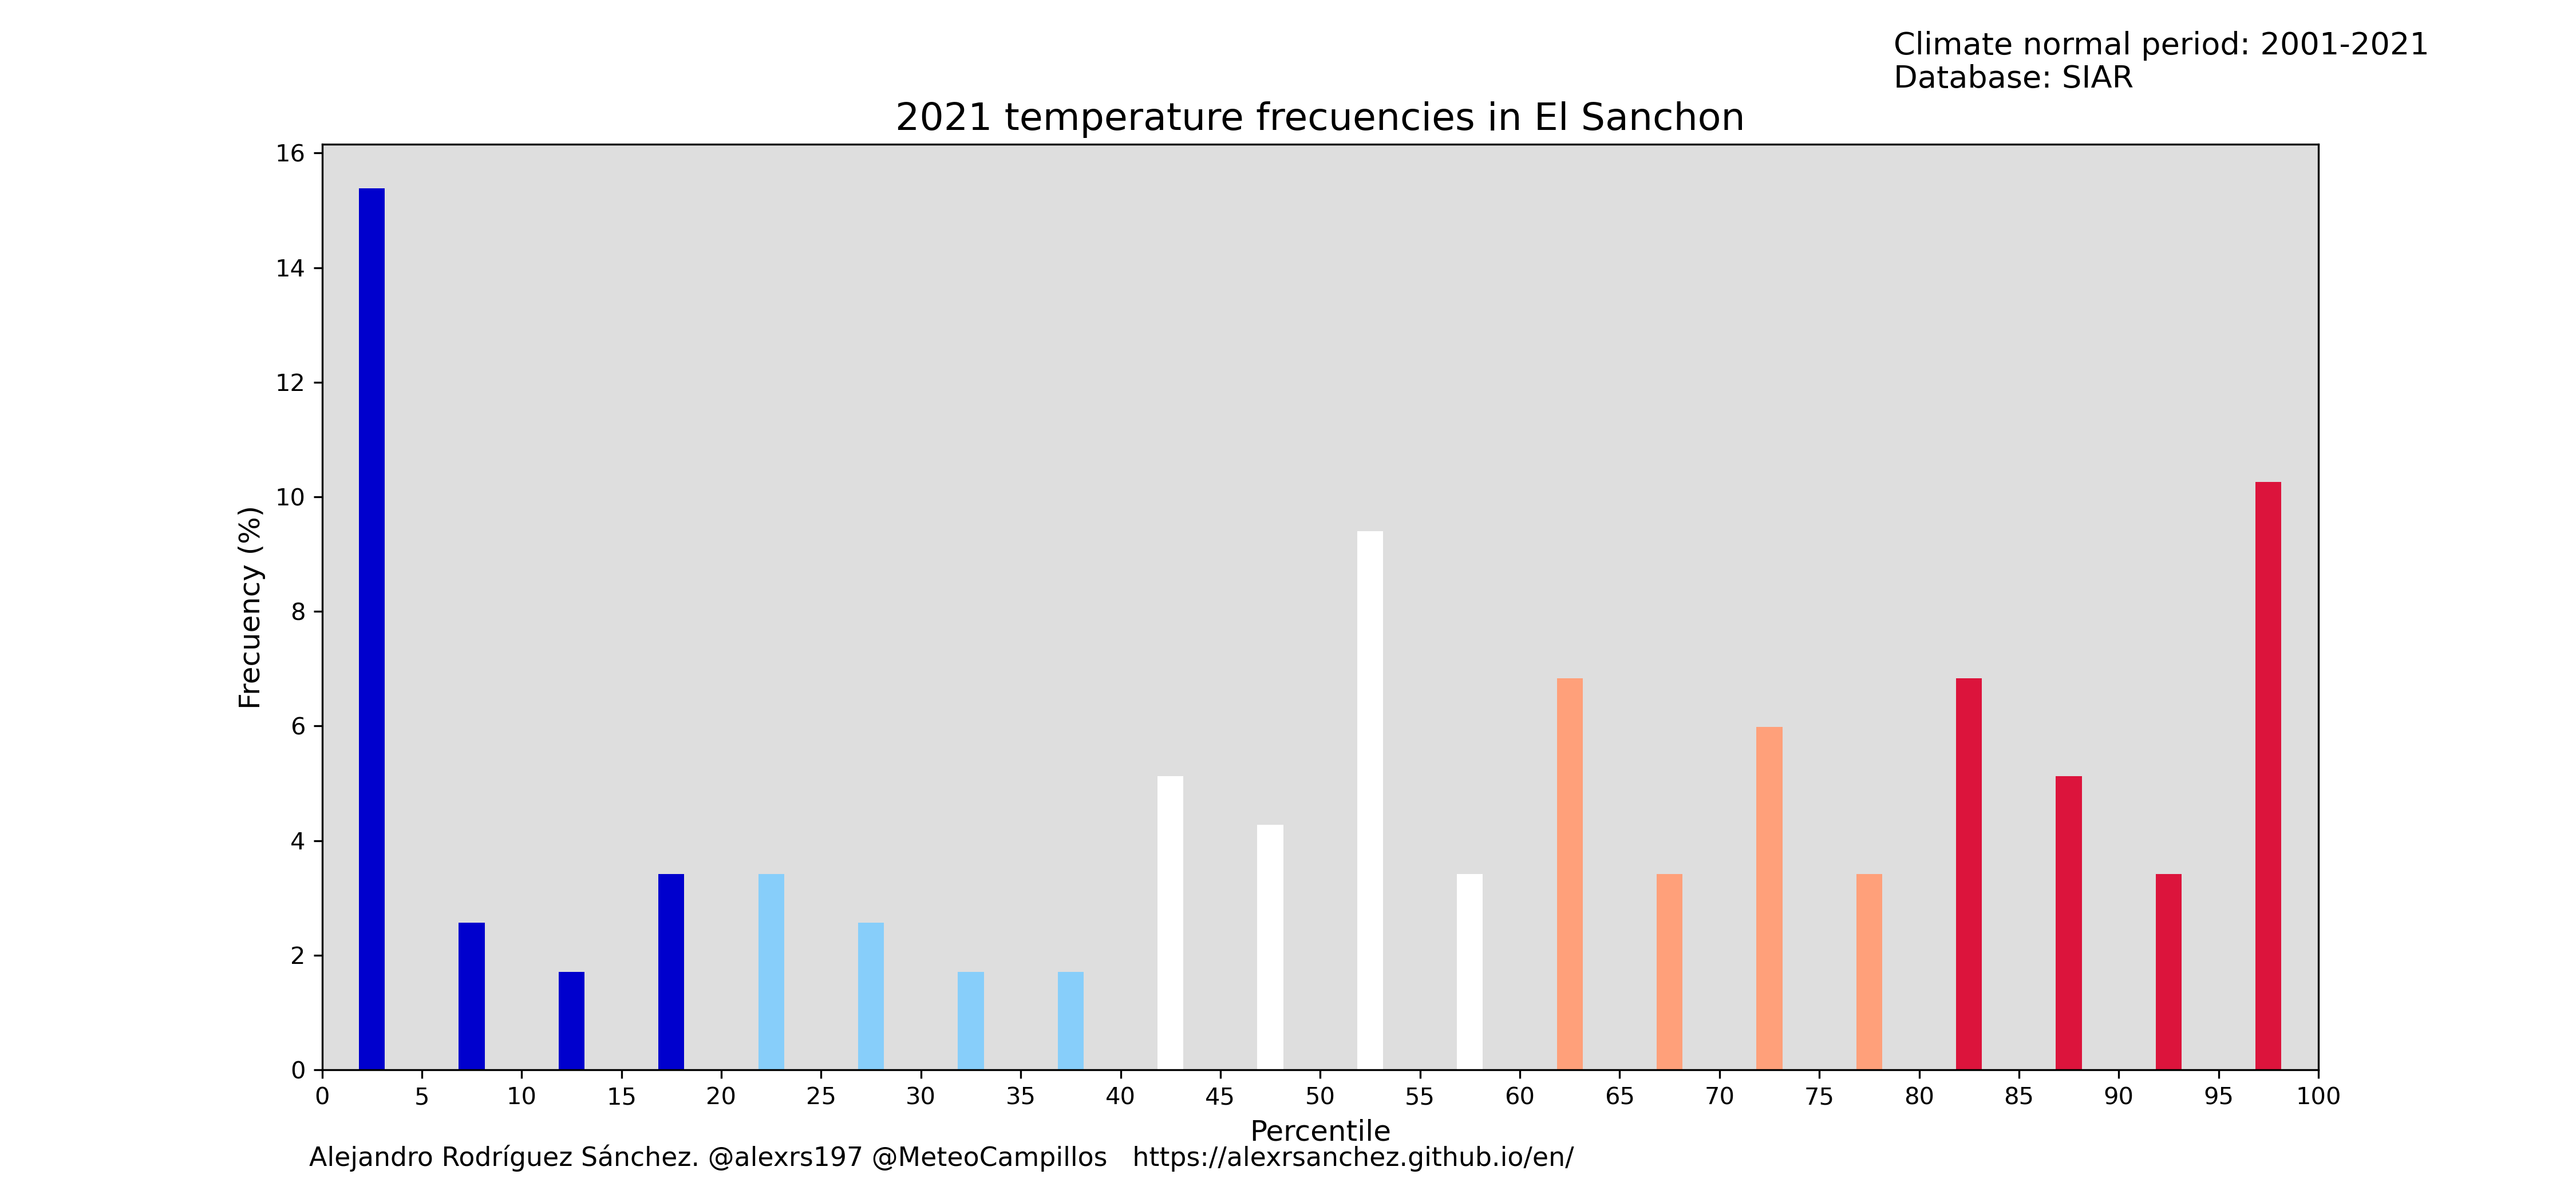 Climate normal period: 2001-2021
Database: SIAR
2021 temperature frecuencies in El Sanchon
16
14
12
10
8
6
4
2
0
Frecuency (%)
0 5 10 15 20 25 30 35 40 45 50 55 60 65 70 75 80 85 90 95 100
Percentile
Alejandro Rodríguez Sánchez. @alexrs197 @MeteoCampillos https://alexrsanchez.github.io/en/